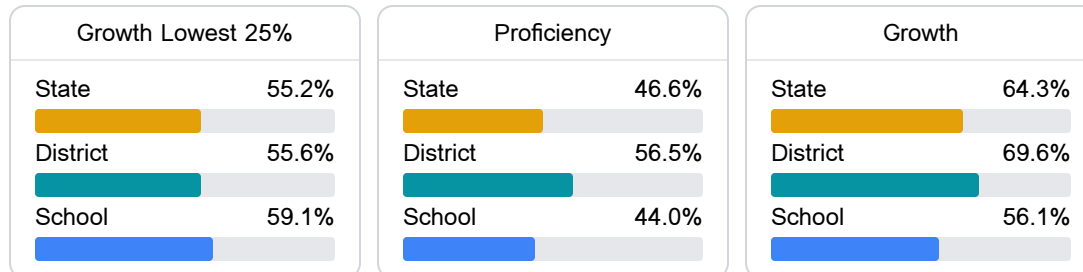 Growth Lowest 25%
State 55.2%
District 55.6%
School 59.1%
Proficiency
State 46.6%
District 56.5%
School 44.0%
Growth
State 64.3%
District 69.6%
School 56.1%